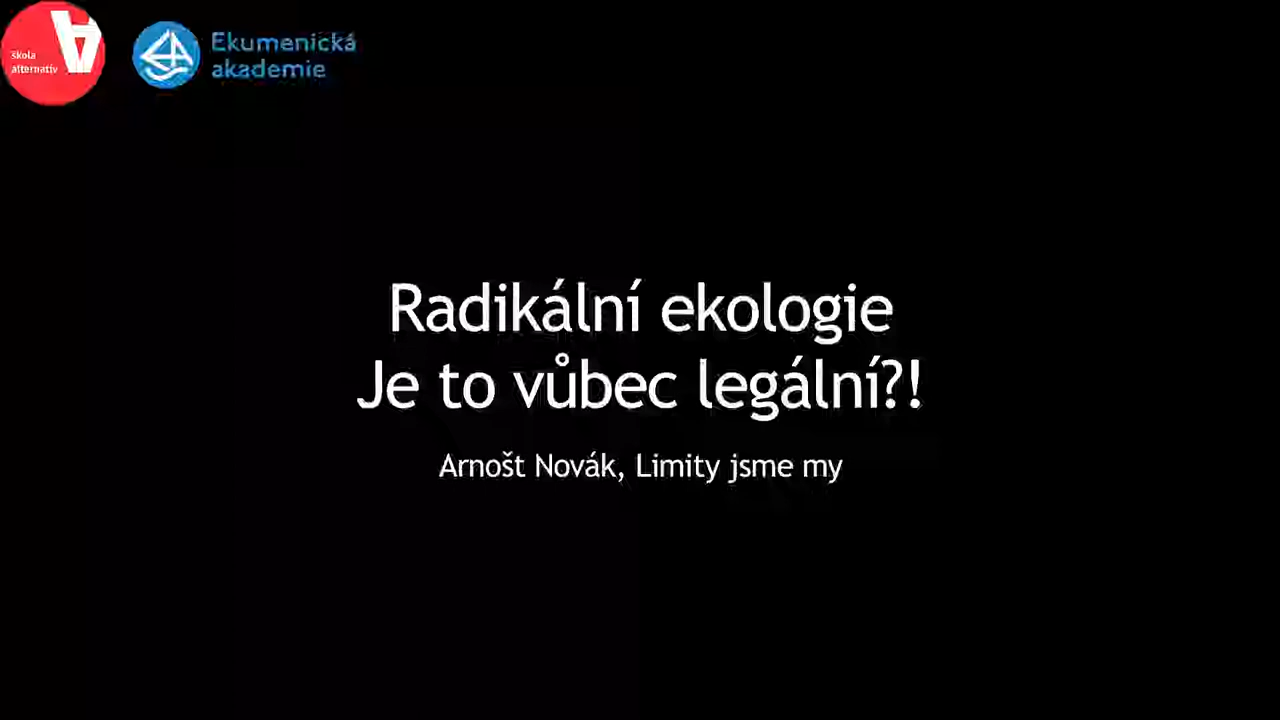 škola
alternativ
Ekumenická
akademie
Radikální ekologie
Je to vůbec legální?!
Arnošt Novák, Limity jsme my